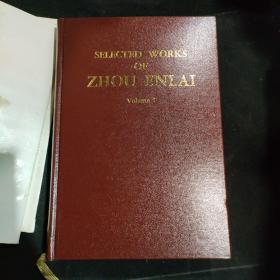 SELECTED WORKS
OF
ZHOU ENLAI
Volume I